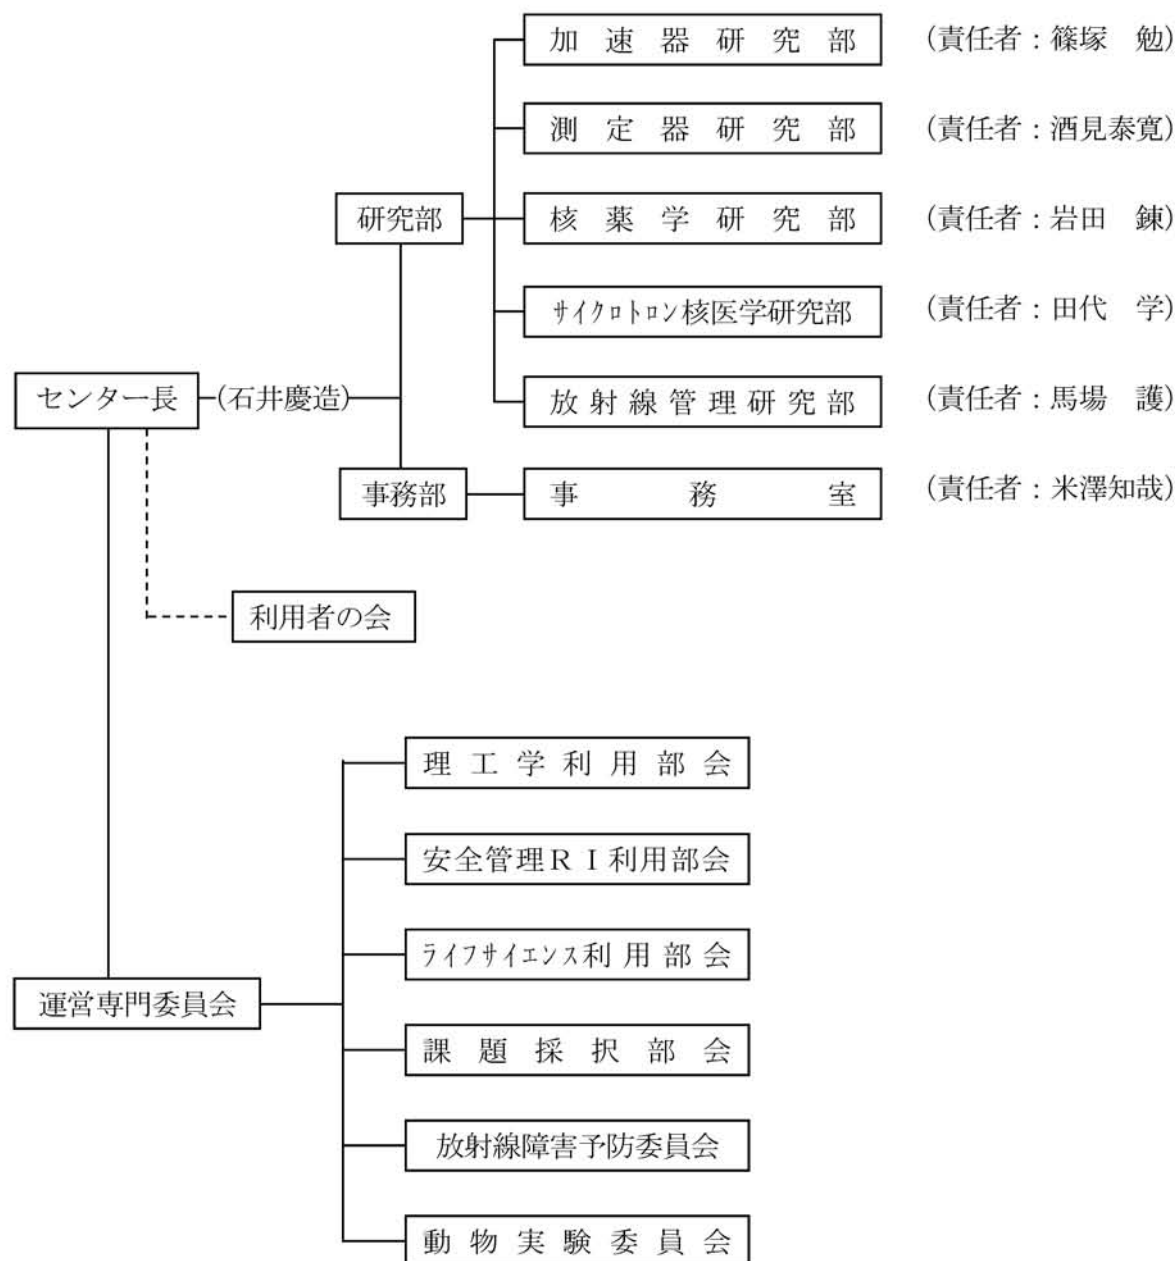 加速器研究部 (責任者：篠塚　勉)
測定器研究部 (責任者：酒見泰寛)
研究部
核薬学研究部 (責任者：岩田　錬)
サイクロトロン核医学研究部 (責任者：田代　学)
センター長 (石井慶造)
放射線管理研究部 (責任者：馬場　護)
事務部
事務室 (責任者：米澤知哉)
利用者の会
理工学利用部会
安全管理ＲＩ利用部会
ライフサイエンス利用部会
運営専門委員会
課題採択部会
放射線障害予防委員会
動物実験委員会